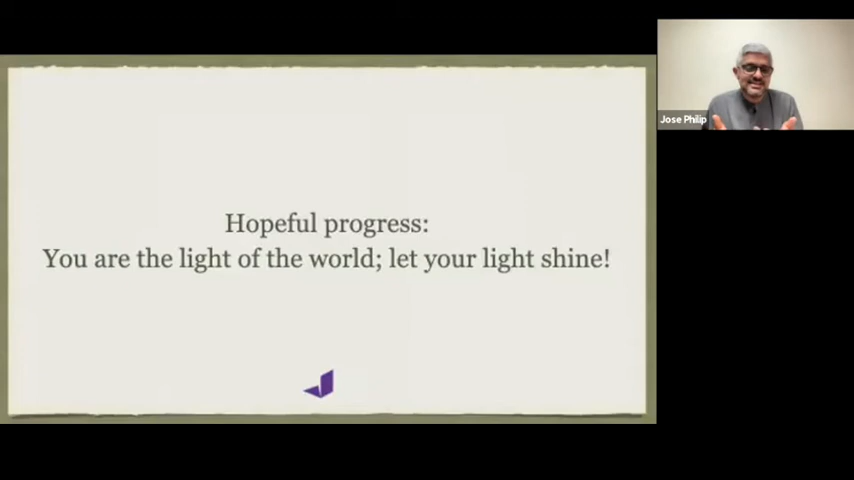 Jose Philip
Hopeful progress:
You are the light of the world; let your light shine!